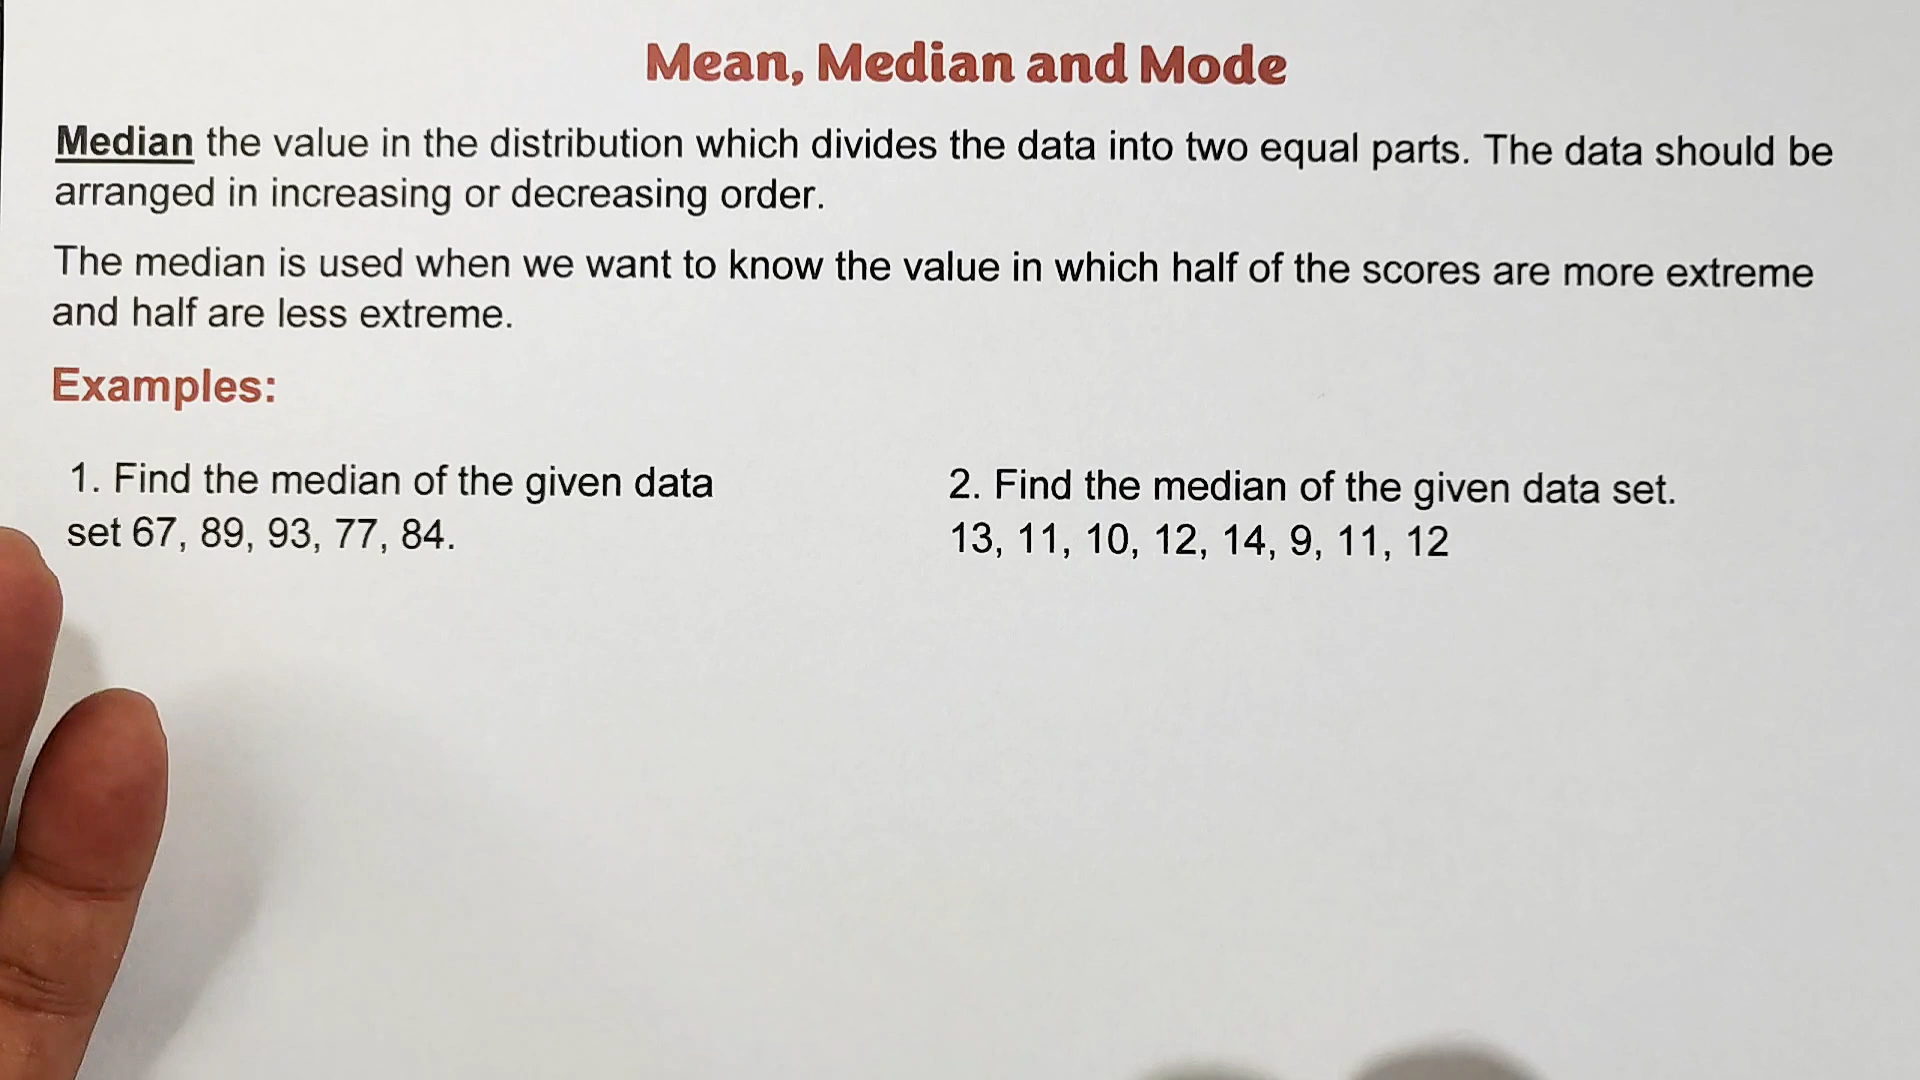 Mean, Median and Mode
Median the value in the distribution which divides the data into two equal parts. The data should be
arranged in increasing or decreasing order.
The median is used when we want to know the value in which half of the scores are more extreme
and half are less extreme.
Examples:
1. Find the median of the given data
set 67, 89, 93, 77, 84.
2. Find the median of the given data set.
13, 11, 10, 12, 14, 9, 11, 12